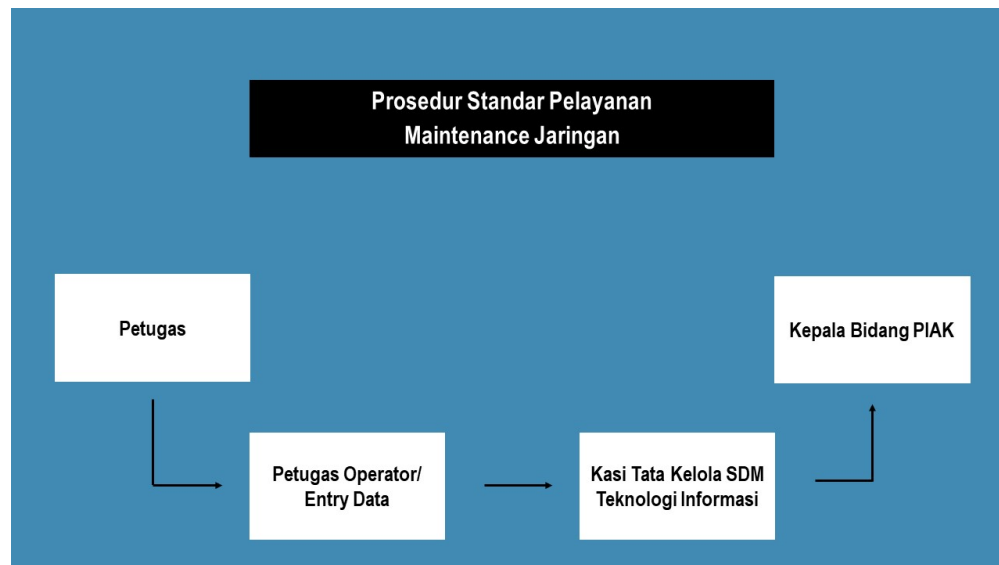 Prosedur Standar Pelayanan
Maintenance Jaringan
Petugas
Kepala Bidang PIAK
Petugas Operator/
Entry Data
Kasi Tata Kelola SDM
Teknologi Informasi